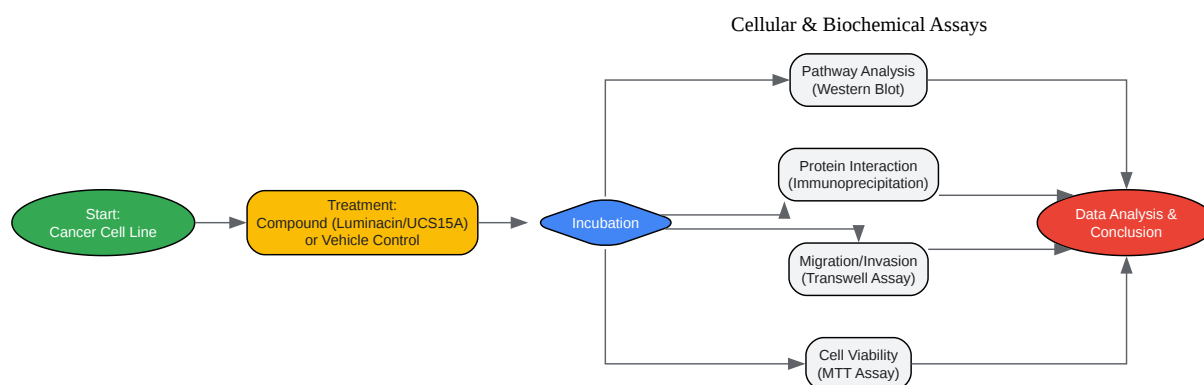 Cellular & Biochemical Assays
Pathway Analysis
(Western Blot)
Protein Interaction
(Immunoprecipitation)
Start:
Cancer Cell Line
Treatment:
Compound (Luminacin/UCS15A)
or Vehicle Control
Incubation
Data Analysis &
Conclusion
Migration/Invasion
(Transwell Assay)
Cell Viability
(MTT Assay)